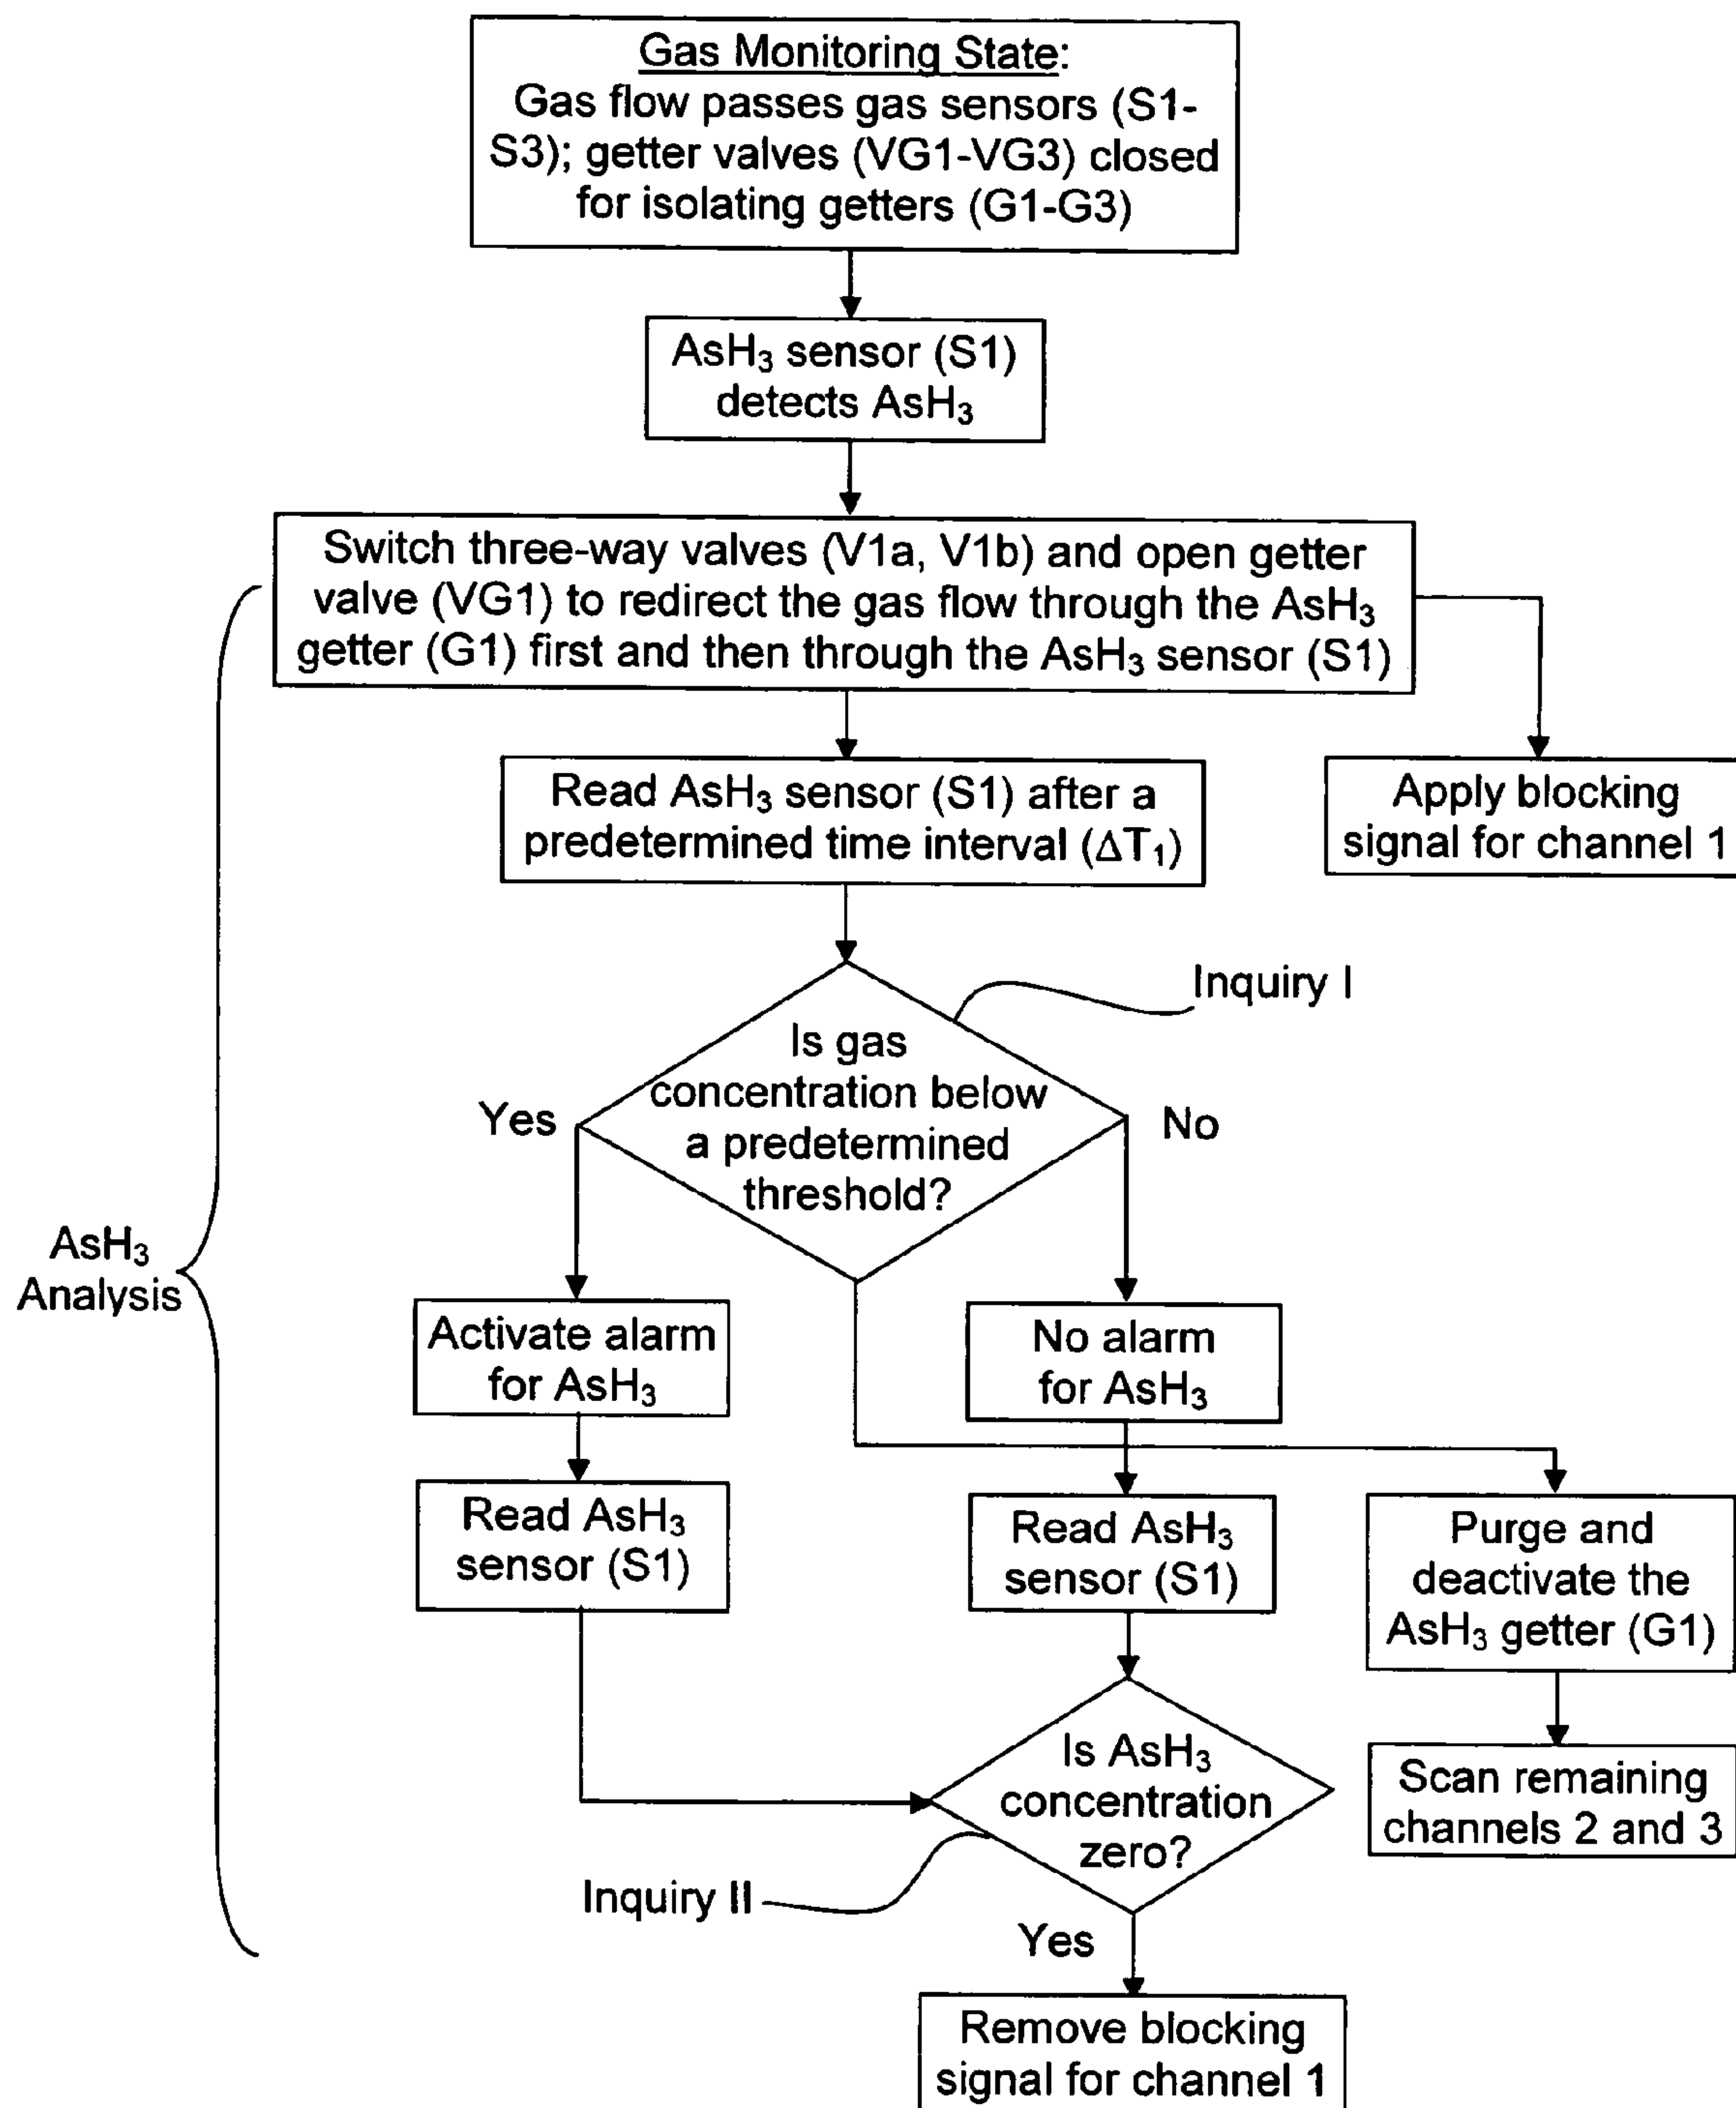 Gas Monitoring State:
Gas flow passes gas sensors (S1-
S3); getter valves (VG1-VG3) closed
for isolating getters (G1-G3)
AsH₃ sensor (S1)
detects AsH₃
Switch three-way valves (V1a, V1b) and open getter
valve (VG1) to redirect the gas flow through the AsH₃
getter (G1) first and then through the AsH₃ sensor (S1)
Read AsH₃ sensor (S1) after a
predetermined time interval (ΔT₁)
Apply blocking
signal for channel 1
Inquiry I
Is gas
concentration below
a predetermined
threshold?
Yes
No
AsH₃
Analysis
Activate alarm
for AsH₃
No alarm
for AsH₃
Read AsH₃
sensor (S1)
Read AsH₃
sensor (S1)
Purge and
deactivate the
AsH₃ getter (G1)
Is AsH₃
concentration
zero?
Scan remaining
channels 2 and 3
Inquiry II
Yes
Remove blocking
signal for channel 1